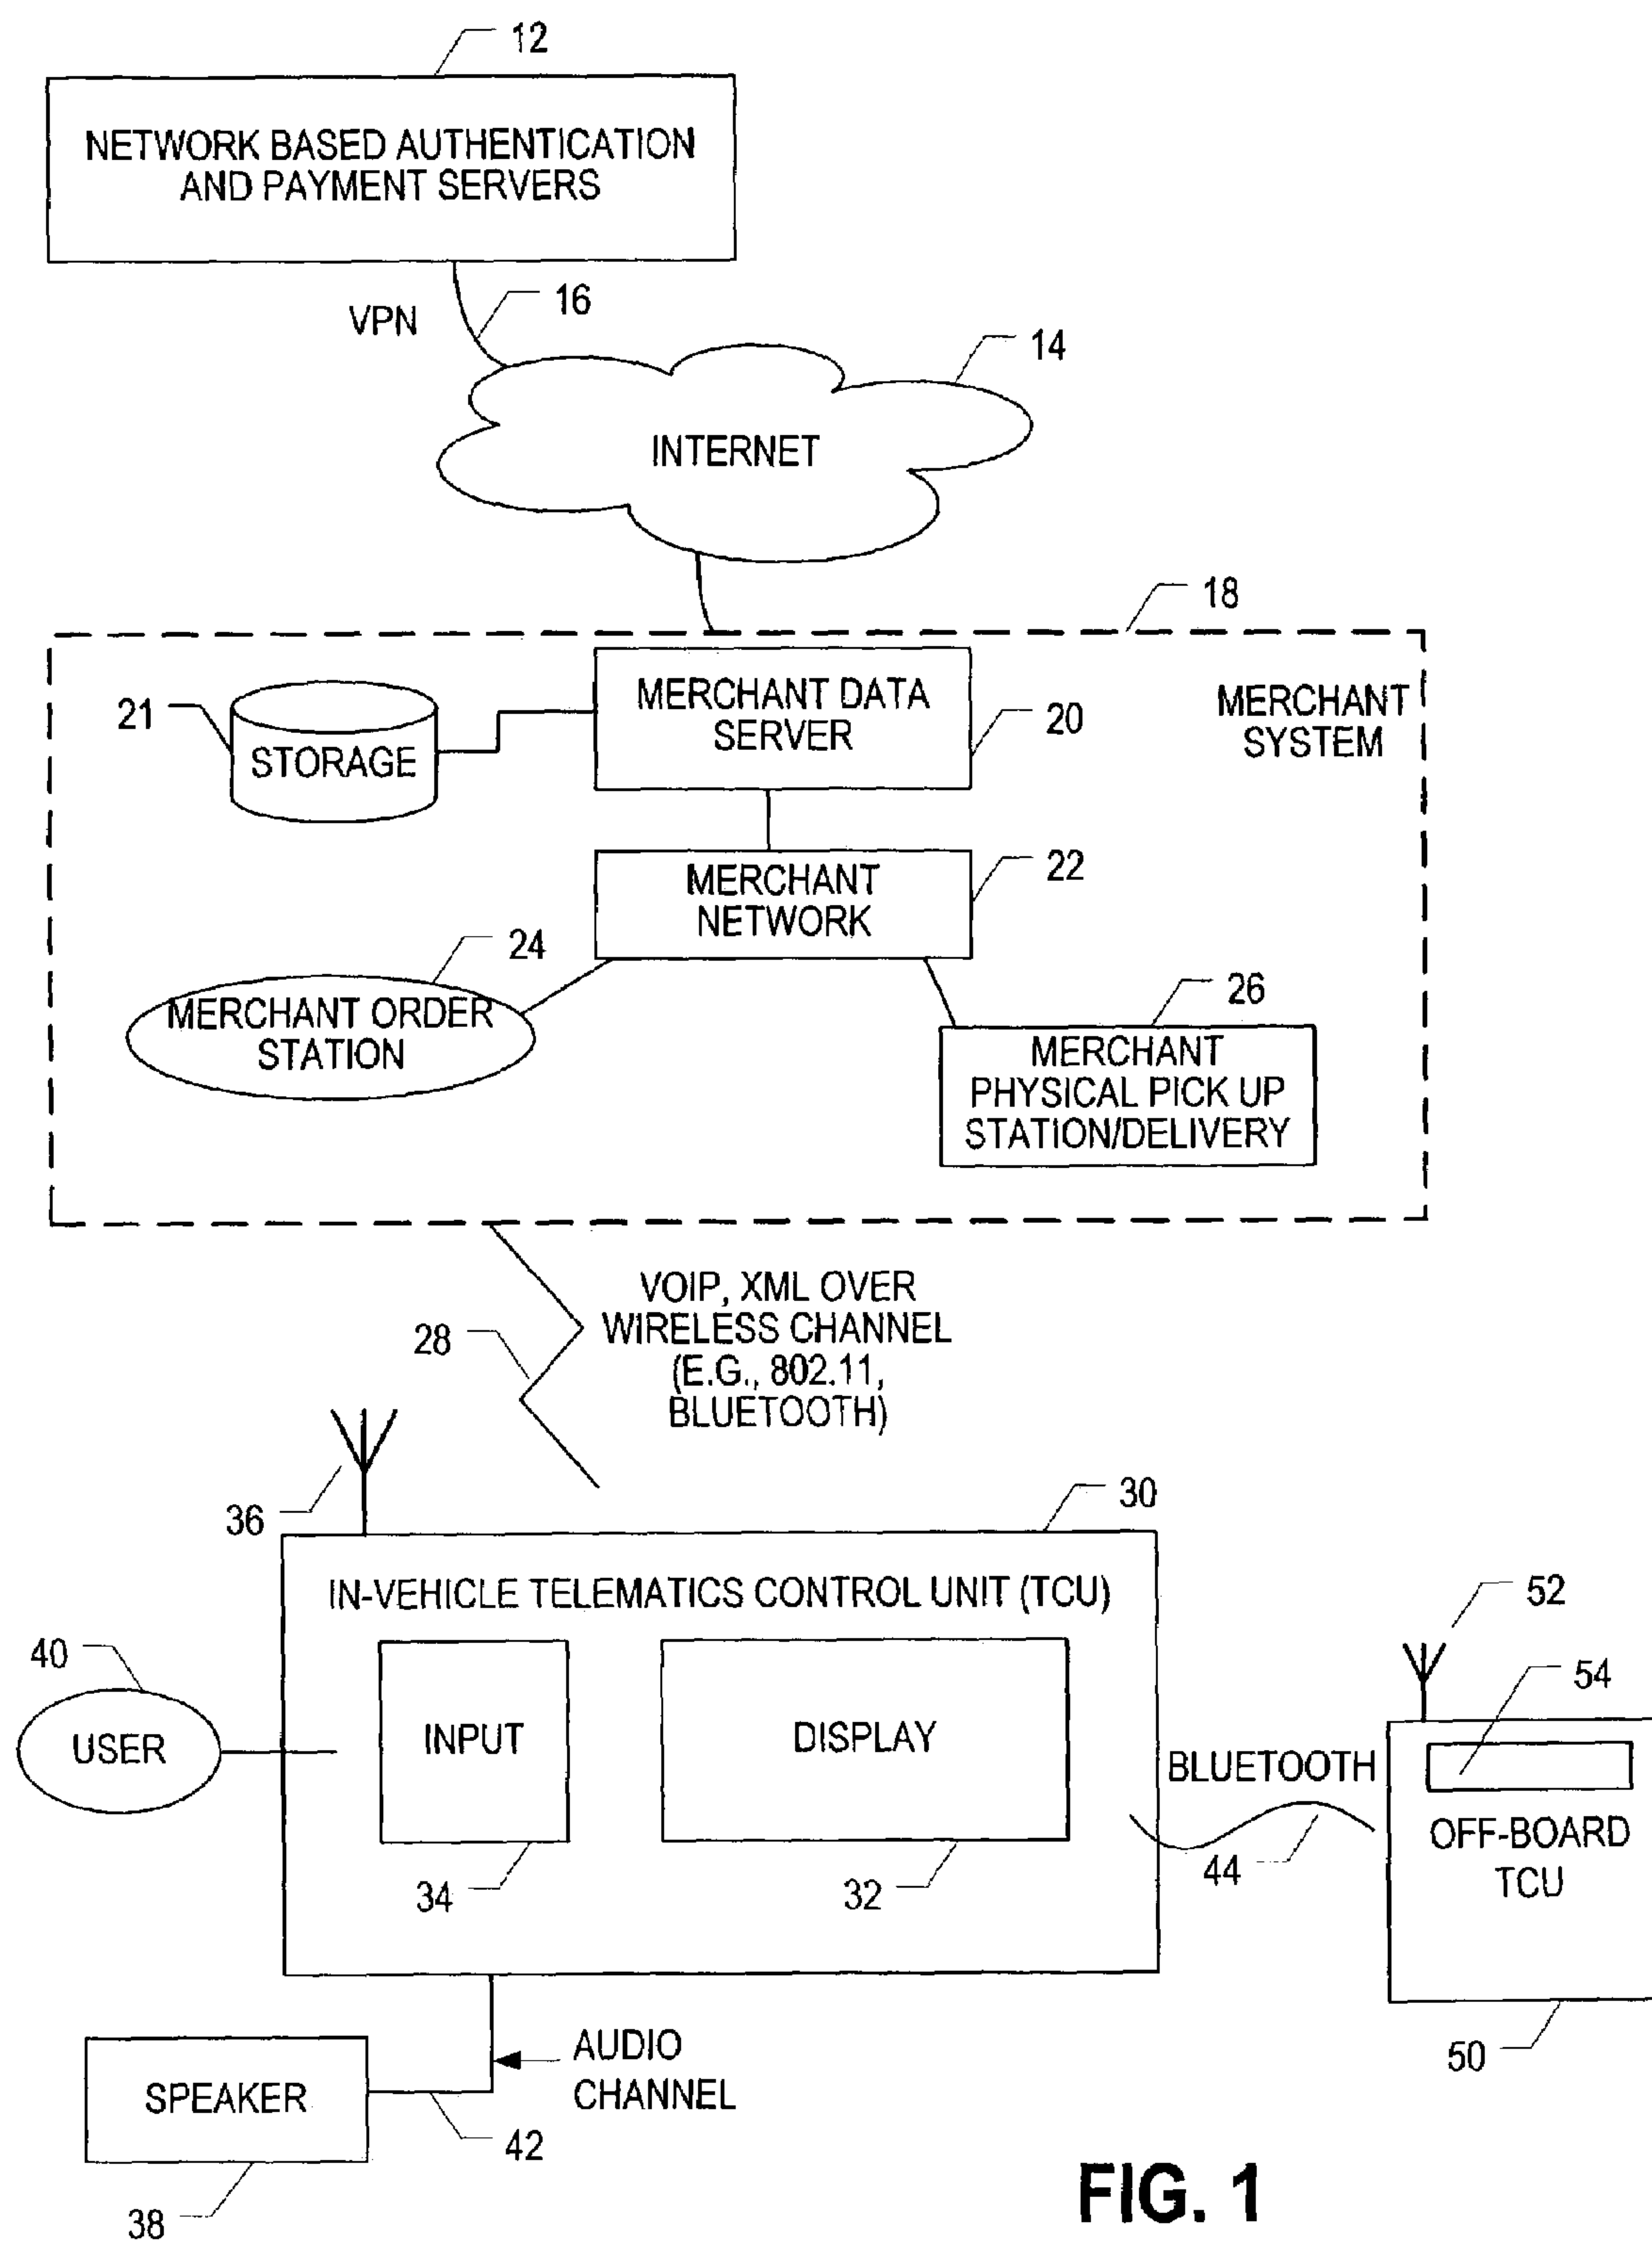 12
NETWORK BASED AUTHENTICATION
AND PAYMENT SERVERS
VPN
16
14
INTERNET
18
MERCHANT
SYSTEM
21
STORAGE
MERCHANT DATA
SERVER
20
MERCHANT
NETWORK
22
24
MERCHANT ORDER
STATION
26
MERCHANT
PHYSICAL PICK UP
STATION/DELIVERY
28
VOIP, XML OVER
WIRELESS CHANNEL
(E.G., 802.11,
BLUETOOTH)
36
30
IN-VEHICLE TELEMATICS CONTROL UNIT (TCU)
40
USER
INPUT
34
DISPLAY
32
BLUETOOTH
44
52
54
OFF-BOARD
TCU
50
AUDIO
CHANNEL
SPEAKER
42
38
FIG. 1